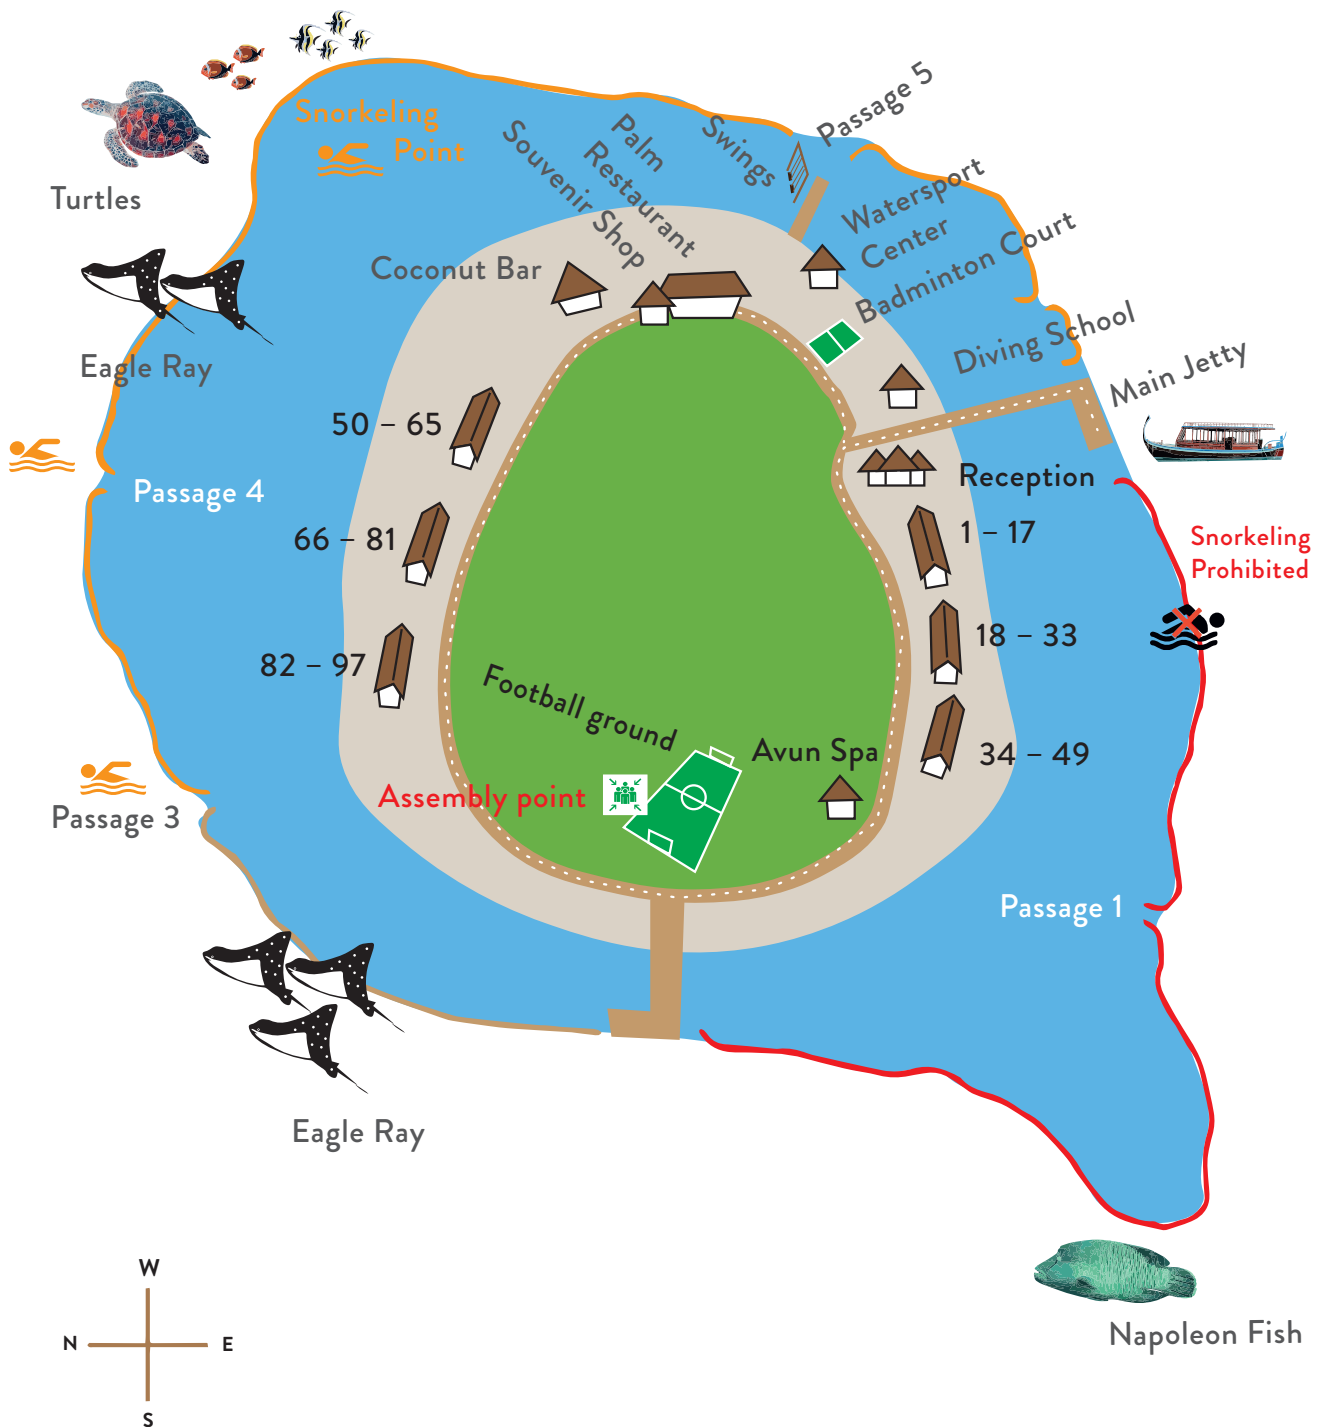 Passage 5
Snorkeling
Point
Palm
Restaurant
Swings
Souvenir Shop
Watersport
Center
Turtles
Coconut Bar
Badminton Court
Eagle Ray
Diving School
Main Jetty
50 – 65
Passage 4
Reception
66 – 81
1 – 17
Snorkeling
Prohibited
18 – 33
82 – 97
Football ground
Avun Spa
34 – 49
Assembly point
Passage 3
Passage 1
Eagle Ray
W
N
E
S
Napoleon Fish